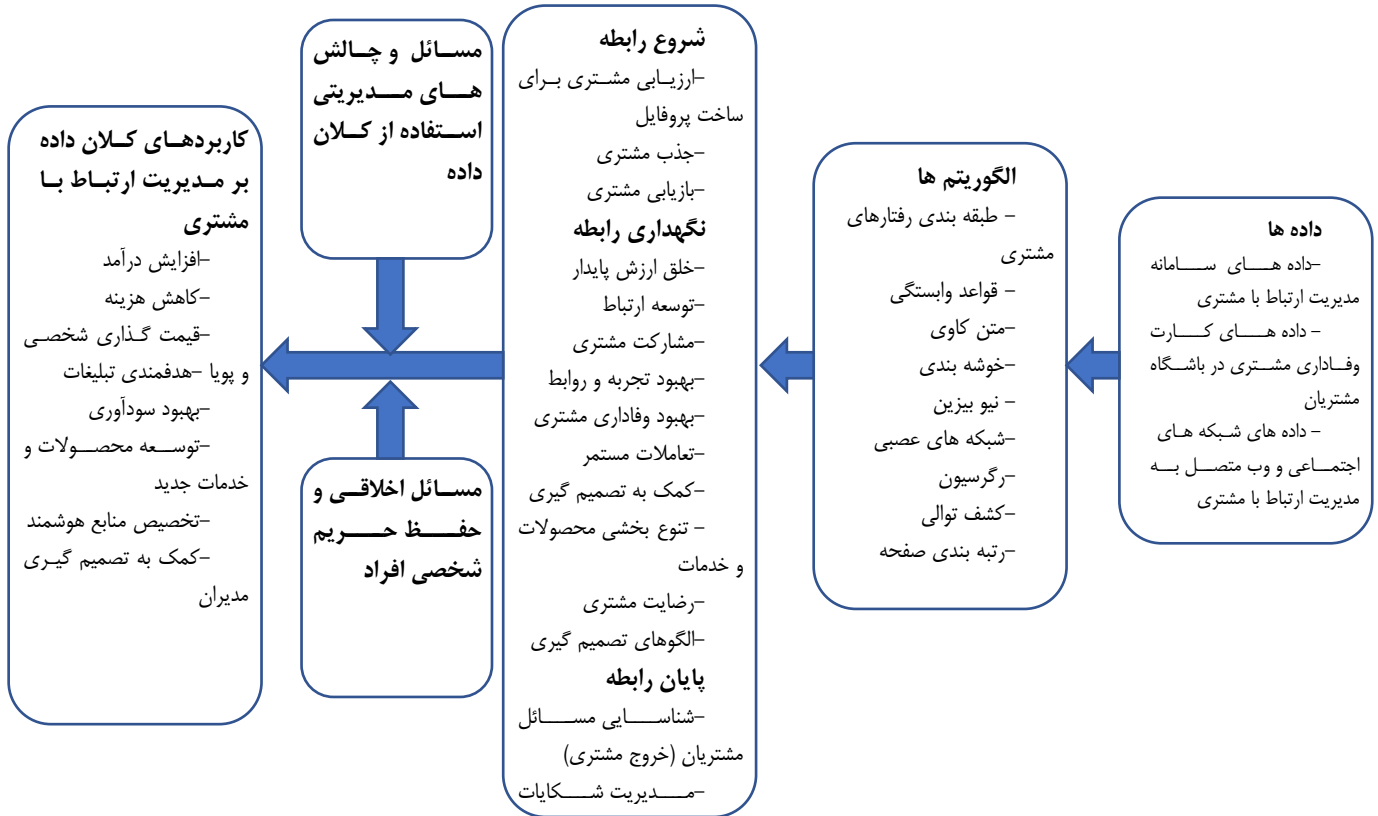 داده ها
-داده های سامانه
مدیریت ارتباط با مشتری
- داده های کارت
وفاداری مشتری در باشگاه
مشتریان
- داده های شبکه های
اجتماعی و وب متصل به
مدیریت ارتباط با مشتری
الگوریتم ها
- طبقه بندی رفتارهای
مشتری
- قواعد وابستگی
-متن کاوی
-خوشه بندی
- نیو بیزین
-شبکه های عصبی
-رگرسیون
-کشف توالی
-رتبه بندی صفحه
شروع رابطه
-ارزیابی مشتری برای
ساخت پروفایل
-جذب مشتری
-بازیابی مشتری
نگهداری رابطه
-خلق ارزش پایدار
-توسعه ارتباط
-مشارکت مشتری
-بهبود تجربه و روابط
-بهبود وفاداری مشتری
-تعاملات مستمر
-کمک به تصمیم گیری
- تنوع بخشی محصولات
و خدمات
-رضایت مشتری
-الگوهای تصمیم گیری
پایان رابطه
-شناسایی مسائل
مشتریان (خروج مشتری)
-مدیریت شکایات
مسائل و چالش
های مدیریتی
استفاده از کلان
داده
مسائل اخلاقی و
حفظ حریم
شخصی افراد
کاربردهای کلان داده
بر مدیریت ارتباط با
مشتری
-افزایش درآمد
-کاهش هزینه
-قیمت گذاری شخصی
و پویا -هدفمندی تبلیغات
-بهبود سودآوری
-توسعه محصولات و
خدمات جدید
-تخصیص منابع هوشمند
-کمک به تصمیم گیری
مدیران